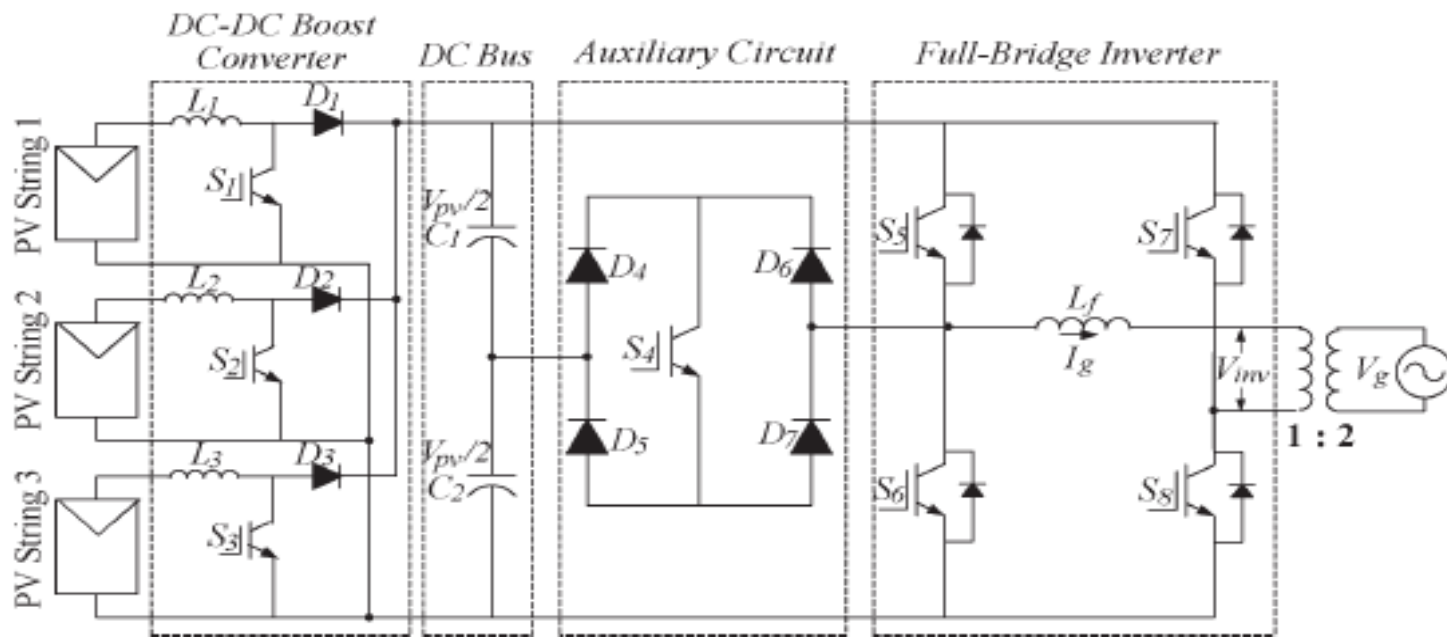 DC-DC Boost
Converter
DC Bus
Auxiliary Circuit
Full-Bridge Inverter
PV String 1
L1
D1
S1
PV String 2
L2
D2
S2
PV String 3
L3
D3
S3
Vpv/2
C1
Vpv/2
C2
D4
D5
S4
D6
D7
S5
S6
Lf
Ig
S7
S8
Vinv
1 : 2
Vg